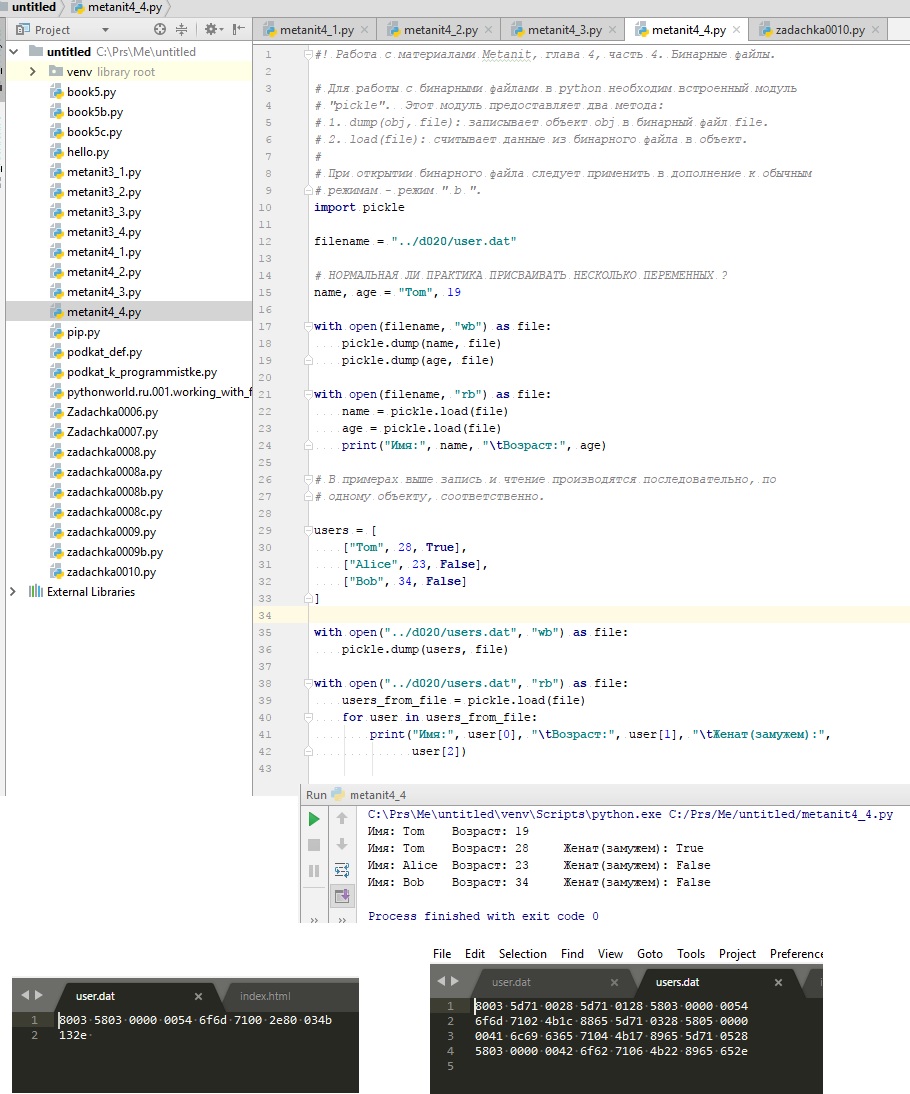 untitled metanit4_4.py
Project
metanit4_1.py metanit4_2.py metanit4_3.py metanit4_4.py zadachka0010.py
untitled C:\Prs\Me\untitled
venv library root
book5.py
book5b.py
book5c.py
hello.py
metanit3_1.py
metanit3_2.py
metanit3_3.py
metanit3_4.py
metanit4_1.py
metanit4_2.py
metanit4_3.py
metanit4_4.py
pip.py
podkat_def.py
podkat_k_programmistke.py
pythonworld.ru.001.working_with_f
Zadachka0006.py
Zadachka0007.py
zadachka0008.py
zadachka0008a.py
zadachka0008b.py
zadachka0008c.py
zadachka0009.py
zadachka0009b.py
zadachka0010.py
External Libraries
1 #! Работа с материалами Metanit, глава 4, часть 4. Бинарные файлы.
2
3 # Для работы с бинарными файлами в python необходим встроенный модуль
4 # "pickle". Этот модуль предоставляет два метода:
5 # 1. dump(obj, file): записывает объект obj в бинарный файл file.
6 # 2. load(file): считывает данные из бинарного файла в объект.
7 #
8 # При открытии бинарного файла следует применить в дополнение к обычным
9 # режимам - режим " b ".
10 import pickle
11
12 filename = "../d020/user.dat"
13
14 # НОРМАЛЬНАЯ ЛИ ПРАКТИКА ПРИСВАИВАТЬ НЕСКОЛЬКО ПЕРЕМЕННЫХ ?
15 name, age = "Tom", 19
16
17 with open(filename, "wb") as file:
18     pickle.dump(name, file)
19     pickle.dump(age, file)
20
21 with open(filename, "rb") as file:
22     name = pickle.load(file)
23     age = pickle.load(file)
24     print("Имя:", name, "\tВозраст:", age)
25
26 # В примерах выше запись и чтение производятся последовательно, по
27 # одному объекту, соответственно.
28
29 users = [
30     ["Tom", 28, True],
31     ["Alice", 23, False],
32     ["Bob", 34, False]
33 ]
34
35 with open("../d020/users.dat", "wb") as file:
36     pickle.dump(users, file)
37
38 with open("../d020/users.dat", "rb") as file:
39     users_from_file = pickle.load(file)
40     for user in users_from_file:
41         print("Имя:", user[0], "\tВозраст:", user[1], "\tЖенат(замужем):",
42               user[2])
43
Run metanit4_4
C:\Prs\Me\untitled\venv\Scripts\python.exe C:/Prs/Me/untitled/metanit4_4.py
Имя: Tom    Возраст: 19
Имя: Tom    Возраст: 28    Женат(замужем): True
Имя: Alice  Возраст: 23    Женат(замужем): False
Имя: Bob    Возраст: 34    Женат(замужем): False
Process finished with exit code 0
user.dat index.html
1 8003 5803 0000 0054 6f6d 7100 2e80 034b
2 132e
File Edit Selection Find View Goto Tools Project Preference
user.dat users.dat
1 8003 5d71 0028 5d71 0128 5803 0000 0054
2 6f6d 7102 4b1c 8865 5d71 0328 5805 0000
3 0041 6c69 6365 7104 4b17 8965 5d71 0528
4 5803 0000 0042 6f62 7106 4b22 8965 652e
5